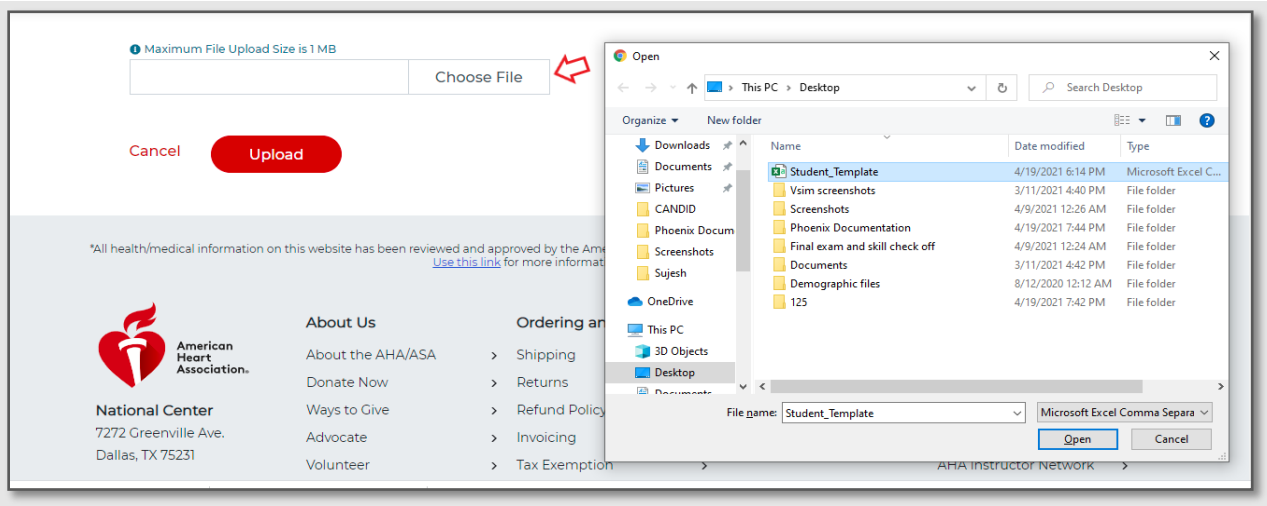 Maximum File Upload Size is 1 MB
Choose File
Cancel
Upload
*All health/medical information on this website has been reviewed and approved by the Ame
Use this link for more informat
American
Heart
Association.
National Center
7272 Greenville Ave.
Dallas, TX 75231
About Us
About the AHA/ASA
Donate Now
Ways to Give
Advocate
Volunteer
Ordering an
Shipping
Returns
Refund Policy
Invoicing
Tax Exemption
AHA Instructor Network
Open
This PC > Desktop
Search Desktop
Organize
New folder
Downloads
Documents
Pictures
CANDID
Phoenix Docum
Screenshots
Sujesh
OneDrive
This PC
3D Objects
Desktop
Documents
Name Date modified Type
Student_Template 4/19/2021 6:14 PM Microsoft Excel C...
Vsim screenshots 3/11/2021 4:40 PM File folder
Screenshots 4/9/2021 12:26 AM File folder
Phoenix Documentation 4/19/2021 7:44 PM File folder
Final exam and skill check off 4/9/2021 12:24 AM File folder
Documents 3/11/2021 4:42 PM File folder
Demographic files 8/12/2020 12:12 AM File folder
125 4/19/2021 7:42 PM File folder
File name: Student_Template
Microsoft Excel Comma Separa
Open
Cancel